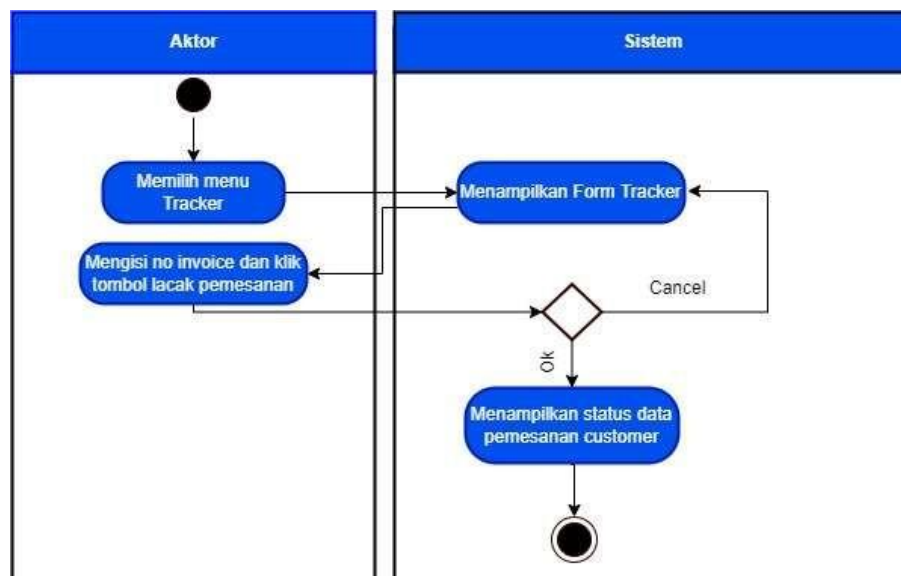 Aktor
Sistem
Memilih menu
Tracker
Menampilkan Form Tracker
Mengisi no invoice dan klik
tombol lacak pemesanan
Cancel
Ok
Menampilkan status data
pemesanan customer